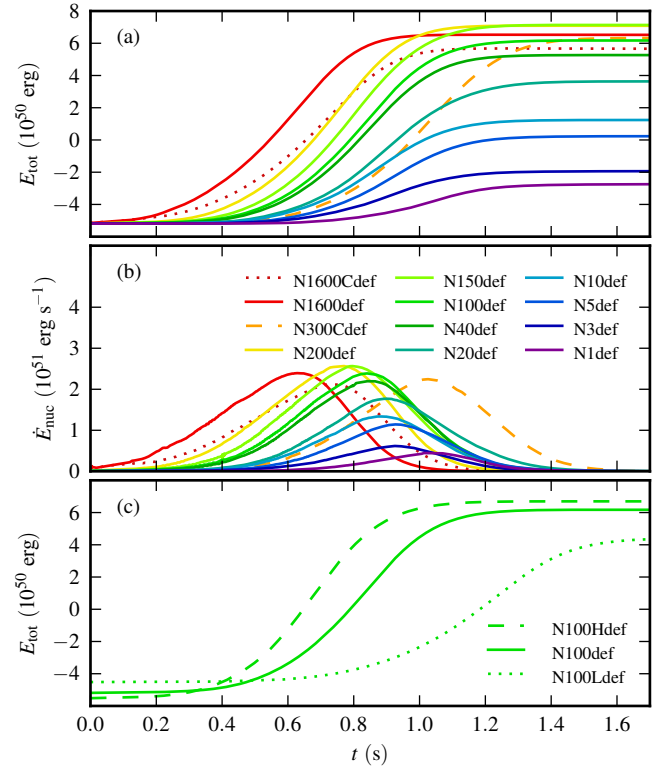 8
6
4
2
0
−2
−4
E_tot (10^50 erg)
(a)
(b)
N1600Cdef N150def N10def
N1600def N100def N5def
N300Cdef N40def N3def
N200def N20def N1def
5
4
3
2
1
0
Ė_nuc (10^51 erg s^−1)
(c)
6
4
2
0
−2
−4
E_tot (10^50 erg)
N100Hdef
N100def
N100Ldef
0.0 0.2 0.4 0.6 0.8 1.0 1.2 1.4 1.6
t (s)